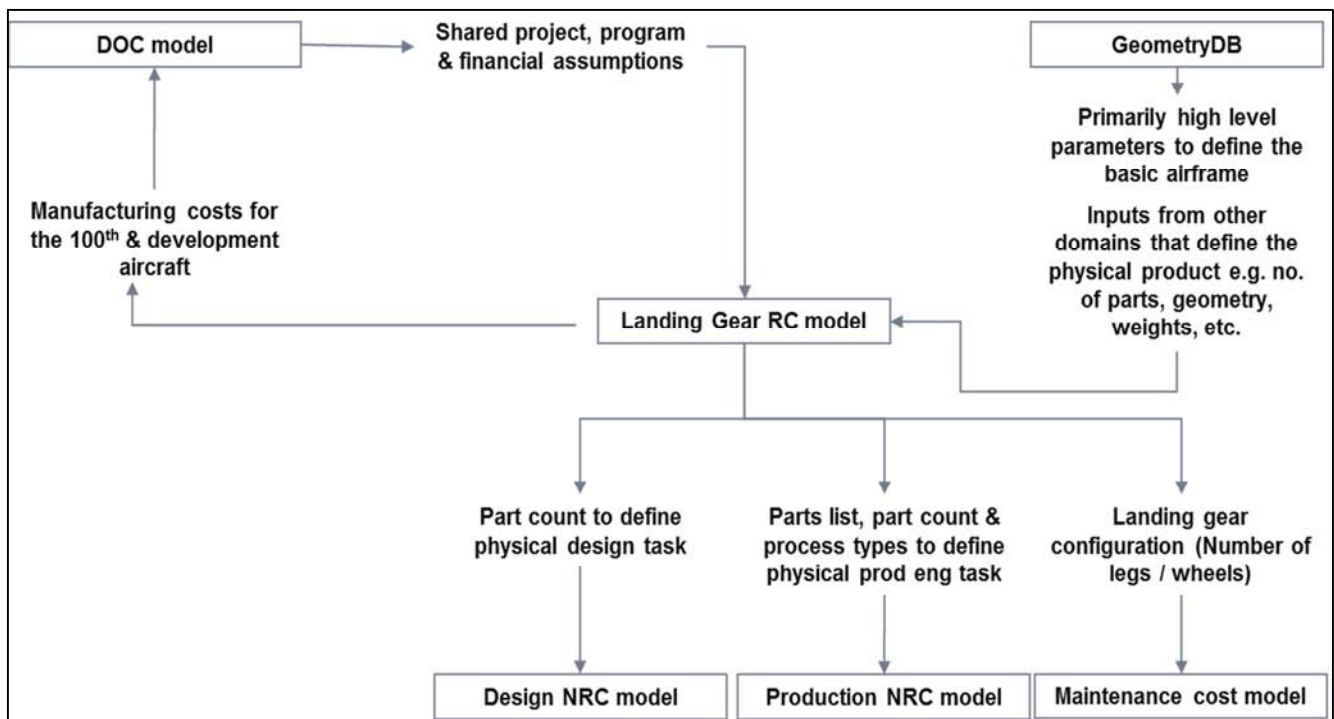 DOC model
Shared project, program
& financial assumptions
GeometryDB
Primarily high level
parameters to define the
basic airframe
Inputs from other
domains that define the
physical product e.g. no.
of parts, geometry,
weights, etc.
Manufacturing costs for
the 100th & development
aircraft
Landing Gear RC model
Part count to define
physical design task
Parts list, part count &
process types to define
physical prod eng task
Landing gear
configuration (Number of
legs / wheels)
Design NRC model
Production NRC model
Maintenance cost model